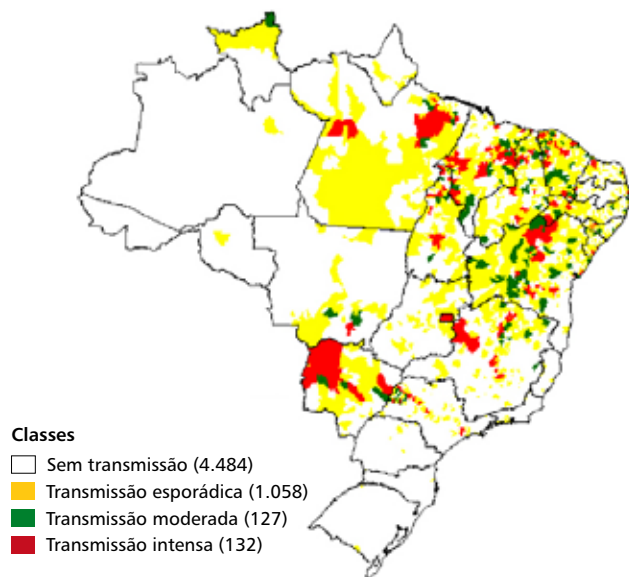 Classes
Sem transmissão (4.484)
Transmissão esporádica (1.058)
Transmissão moderada (127)
Transmissão intensa (132)